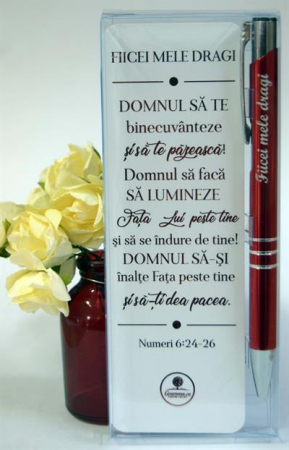 FIICEI MELE DRAGI
DOMNUL SĂ TE
binecuvânteze
și să te păzească!
Domnul să facă
SĂ LUMINEZE
Fața Lui peste tine
și să se îndure de tine!
DOMNUL SĂ-ȘI
înalțe Fața peste tine
și să-ți dea pacea.
Numeri 6:24-26
Fiicei mele dragi